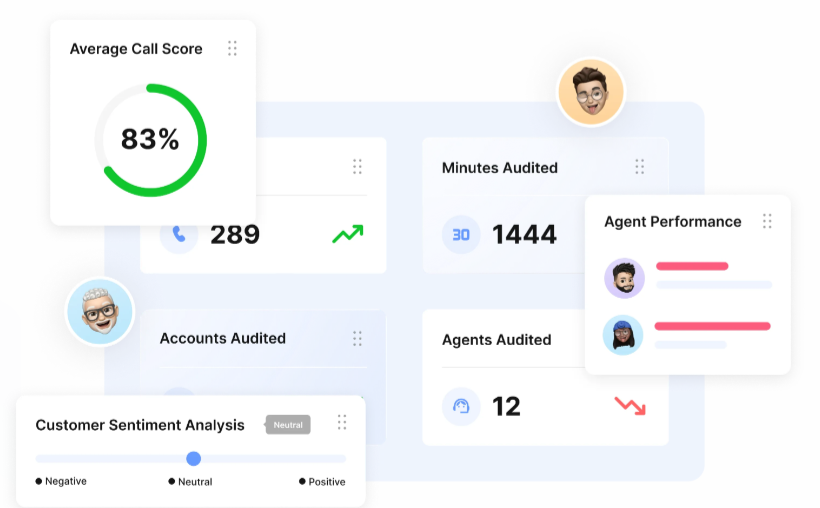 Average Call Score
83%
289
Minutes Audited
30
1444
Agent Performance
Accounts Audited
Agents Audited
12
Customer Sentiment Analysis
Neutral
Negative
Neutral
Positive